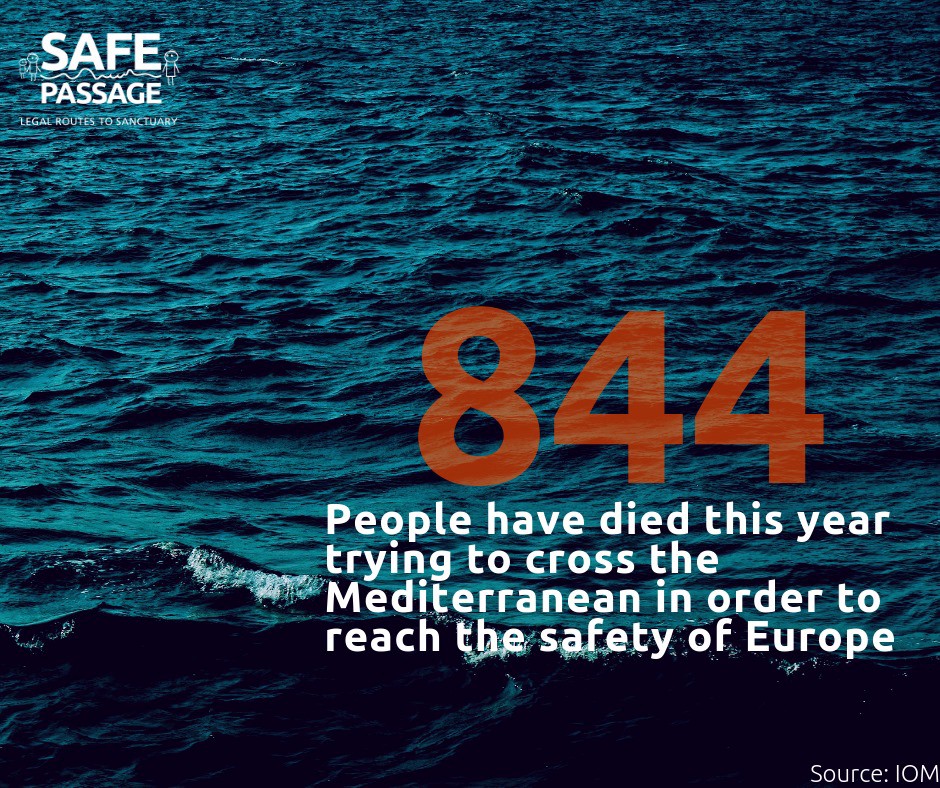 SAFE
PASSAGE
LEGAL ROUTES TO SANCTUARY
844
People have died this year
trying to cross the
Mediterranean in order to
reach the safety of Europe
Source: IOM